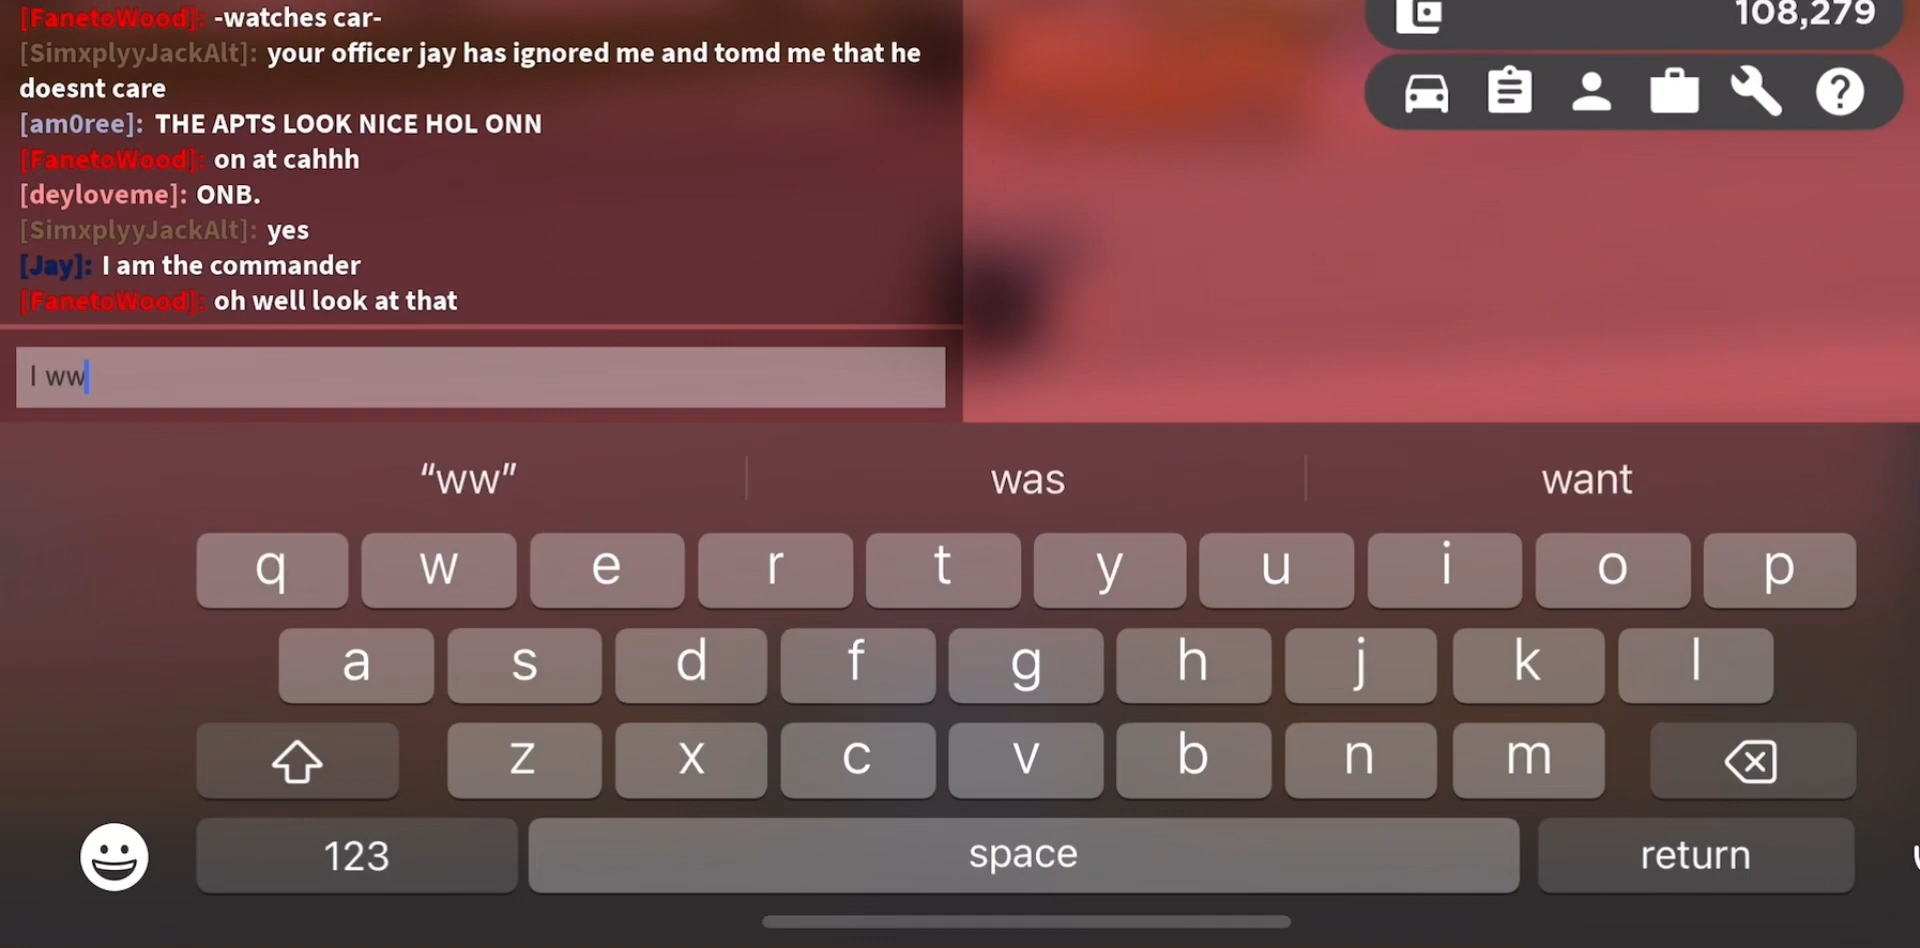 [FanetoWood]: -watches car-
108,279
[SimxplyyJackAlt]: your officer jay has ignored me and tomd me that he
doesnt care
[am0ree]: THE APTS LOOK NICE HOL ONN
[FanetoWood]: on at cahhh
[deyloveme]: ONB.
[SimxplyyJackAlt]: yes
[Jay]: I am the commander
[FanetoWood]: oh well look at that
I ww
“ww” was want
q w e r t y u i o p
a s d f g h j k l
z x c v b n m
123 space return